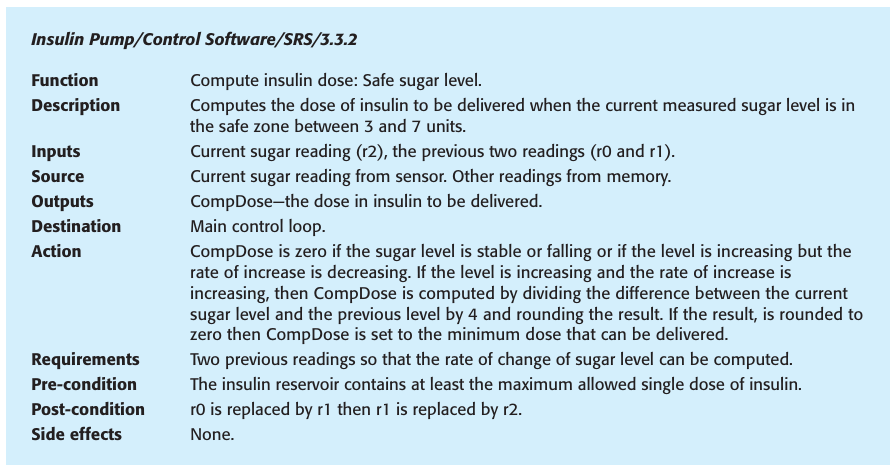 Insulin Pump/Control Software/SRS/3.3.2
Function Compute insulin dose: Safe sugar level.
Description Computes the dose of insulin to be delivered when the current measured sugar level is in
the safe zone between 3 and 7 units.
Inputs Current sugar reading (r2), the previous two readings (r0 and r1).
Source Current sugar reading from sensor. Other readings from memory.
Outputs CompDose—the dose in insulin to be delivered.
Destination Main control loop.
Action CompDose is zero if the sugar level is stable or falling or if the level is increasing but the
rate of increase is decreasing. If the level is increasing and the rate of increase is
increasing, then CompDose is computed by dividing the difference between the current
sugar level and the previous level by 4 and rounding the result. If the result, is rounded to
zero then CompDose is set to the minimum dose that can be delivered.
Requirements Two previous readings so that the rate of change of sugar level can be computed.
Pre-condition The insulin reservoir contains at least the maximum allowed single dose of insulin.
Post-condition r0 is replaced by r1 then r1 is replaced by r2.
Side effects None.